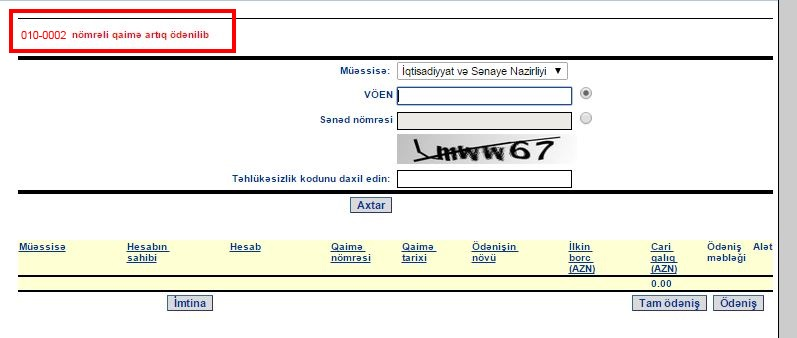 010-0002 nömrəli qaimə artıq ödənilib
Müəssisə: İqtisadiyyat və Sənaye Nazirliyi
VÖEN
Sənəd nömrəsi
Lmww67
Təhlükəsizlik kodunu daxil edin:
Axtar
Müəssisə Hesabın sahibi Hesab Qaimə nömrəsi Qaimə tarixi Ödənişin növü İlkin borc (AZN) Cari qalıq (AZN) Ödəniş məbləği Alət
0.00
İmtina Tam ödəniş Ödəniş